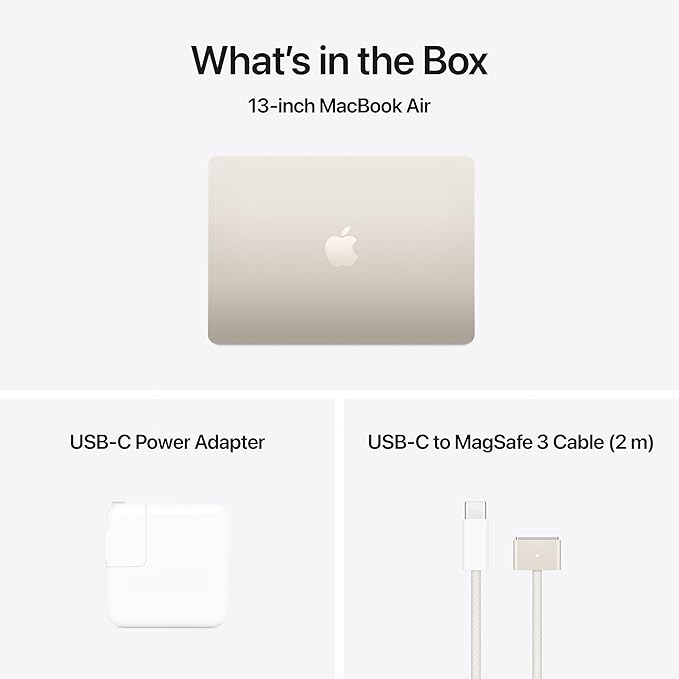 What’s in the Box
13-inch MacBook Air
USB-C Power Adapter
USB-C to MagSafe 3 Cable (2 m)